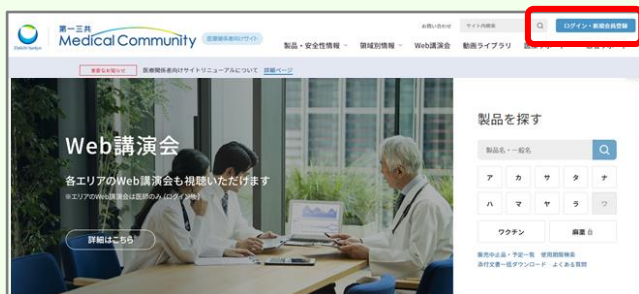 Daiichi-Sankyo
第一三共
Medical Community
医療関係者向けサイト
お問い合わせ
サイト内検索
ログイン・新規会員登録
製品・安全性情報
領域別情報
Web講演会
動画ライブラリ
重要なお知らせ
医療関係者向けサイトリニューアルについて 詳細ページ
Web講演会
各エリアのWeb講演会も視聴いただけます
※エリアのWeb講演会は医師のみ(ログイン後)
詳細はこちら
製品を探す
製品名・一般名
ア カ サ タ ナ
ハ マ ヤ ラ ワ
ワクチン 麻薬
販売中止品・予定一覧 使用期限検索
添付文書一括ダウンロード よくある質問